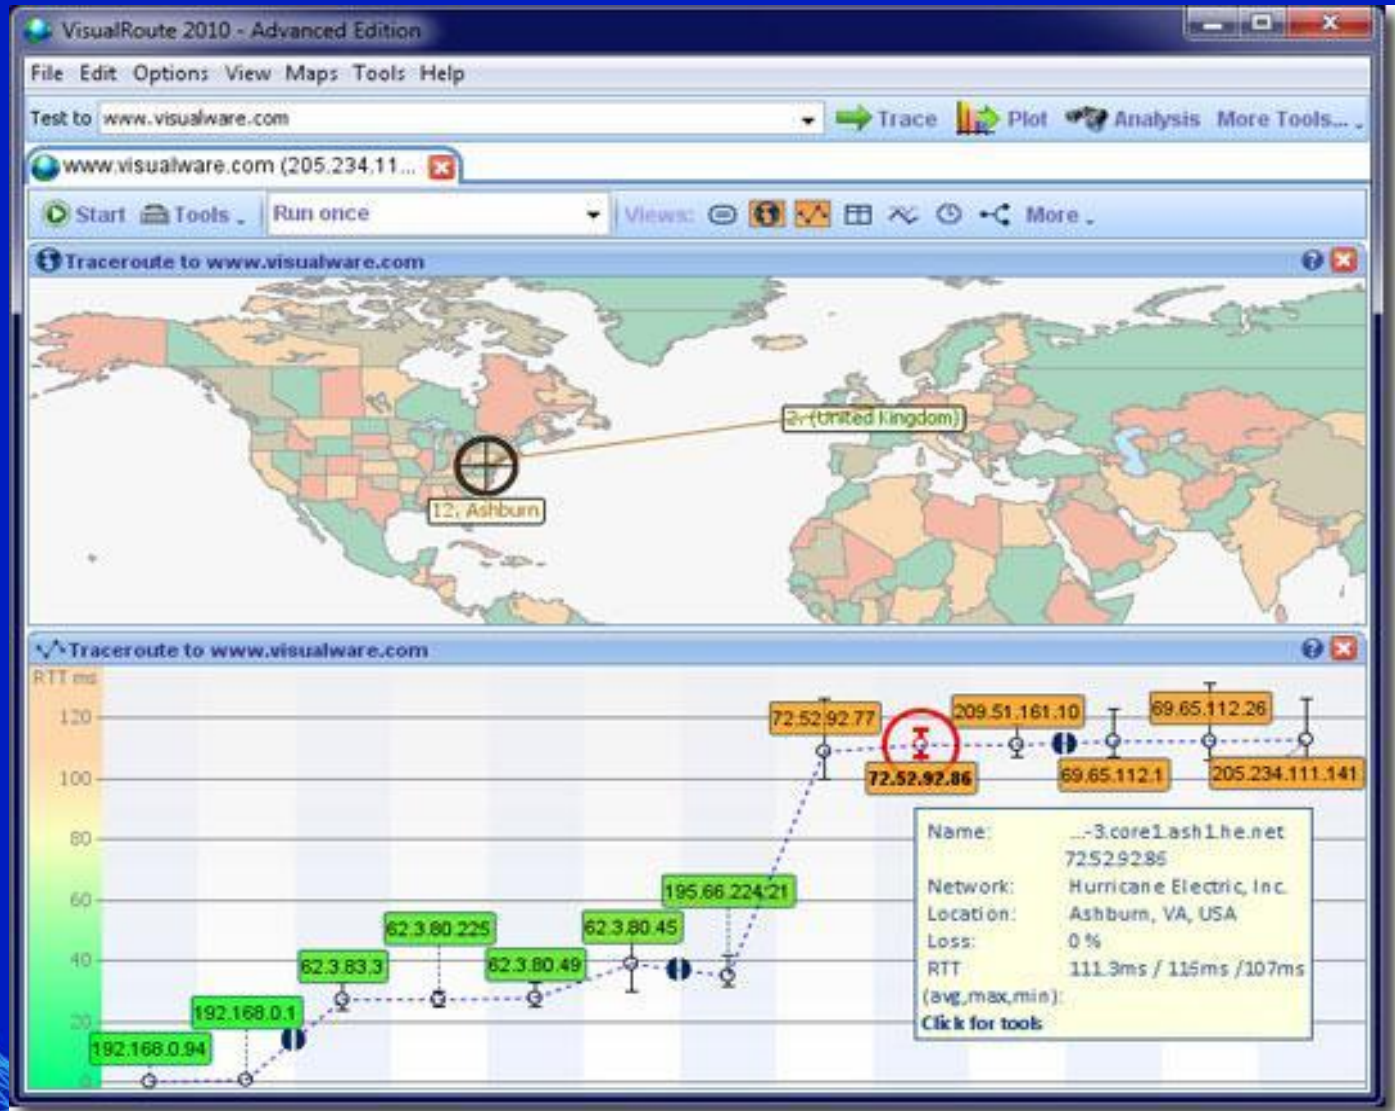 VisualRoute 2010 - Advanced Edition
File Edit Options View Maps Tools Help
Test to www.visualware.com
Trace Plot Analysis More Tools...
www.visualware.com (205.234.11...
Start Tools Run once Views: More
Traceroute to www.visualware.com
2. (United Kingdom)
12. Ashburn
Traceroute to www.visualware.com
RTT ms
120
100
80
60
40
20
0
192.168.0.94
192.168.0.1
62.3.83.3
62.3.80.225
62.3.80.49
62.3.80.45
195.66.224.21
72.52.92.77
72.52.92.86
209.51.161.10
69.65.112.1
69.65.112.26
205.234.111.141
Name: ...-3.core1.ash1.he.net
72.52.92.86
Network: Hurricane Electric, Inc.
Location: Ashburn, VA, USA
Loss: 0 %
RTT 111.3ms / 115ms /107ms
(avg,max,min):
Click for tools